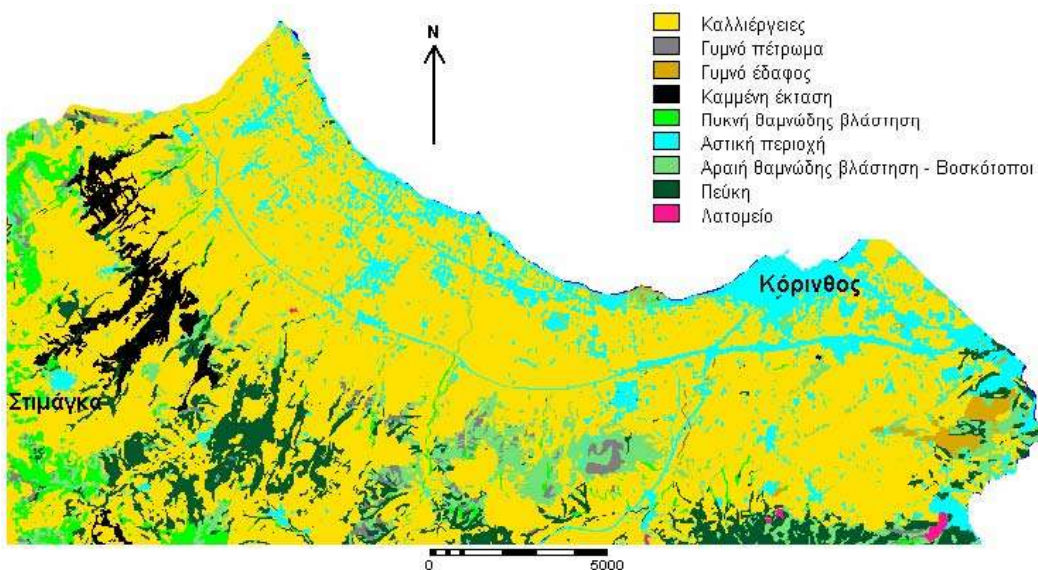 Καλλιέργειες
Γυμνό πέτρωμα
Γυμνό έδαφος
Καμμένη έκταση
Πυκνή θαμνώδης βλάστηση
Αστική περιοχή
Αραιή θαμνώδης βλάστηση - Βοσκότοποι
Πεύκη
Λατομείο
N
Κόρινθος
Στιμάγκα
0 5000